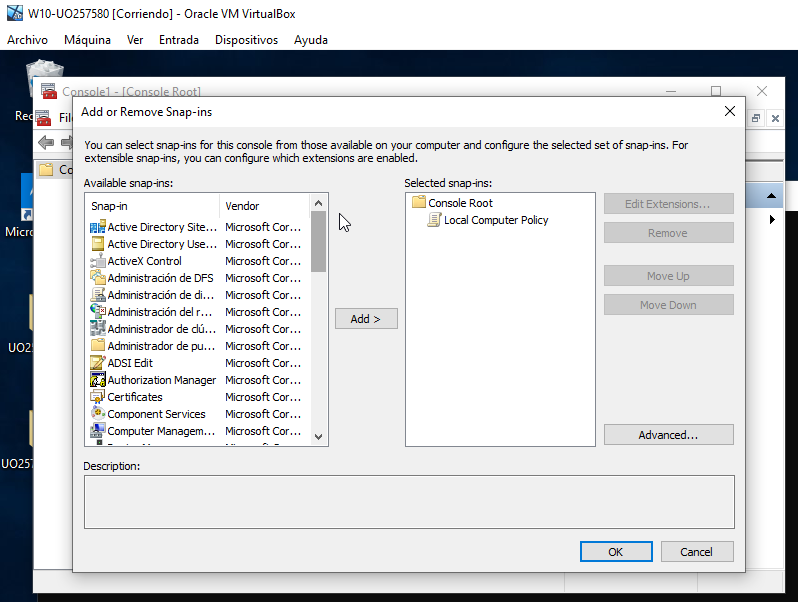 W10-UO257580 [Corriendo] - Oracle VM VirtualBox
Archivo Máquina Ver Entrada Dispositivos Ayuda
Console1 - [Console Root]
Add or Remove Snap-ins
You can select snap-ins for this console from those available on your computer and configure the selected set of snap-ins. For
extensible snap-ins, you can configure which extensions are enabled.
Available snap-ins:
Snap-in Vendor
Active Directory Site... Microsoft Cor...
Active Directory Use... Microsoft Cor...
ActiveX Control Microsoft Cor...
Administración de DFS Microsoft Cor...
Administración de di... Microsoft Cor...
Administración del r... Microsoft Cor...
Administrador de clú... Microsoft Cor...
Administrador de pu... Microsoft Cor...
ADSI Edit Microsoft Cor...
Authorization Manager Microsoft Cor...
Certificates Microsoft Cor...
Component Services Microsoft Cor...
Computer Managem... Microsoft Cor...
Add >
Selected snap-ins:
Console Root
Local Computer Policy
Edit Extensions...
Remove
Move Up
Move Down
Advanced...
Description:
OK
Cancel
Rec
Fil
Co
Micro
UO25
UO257